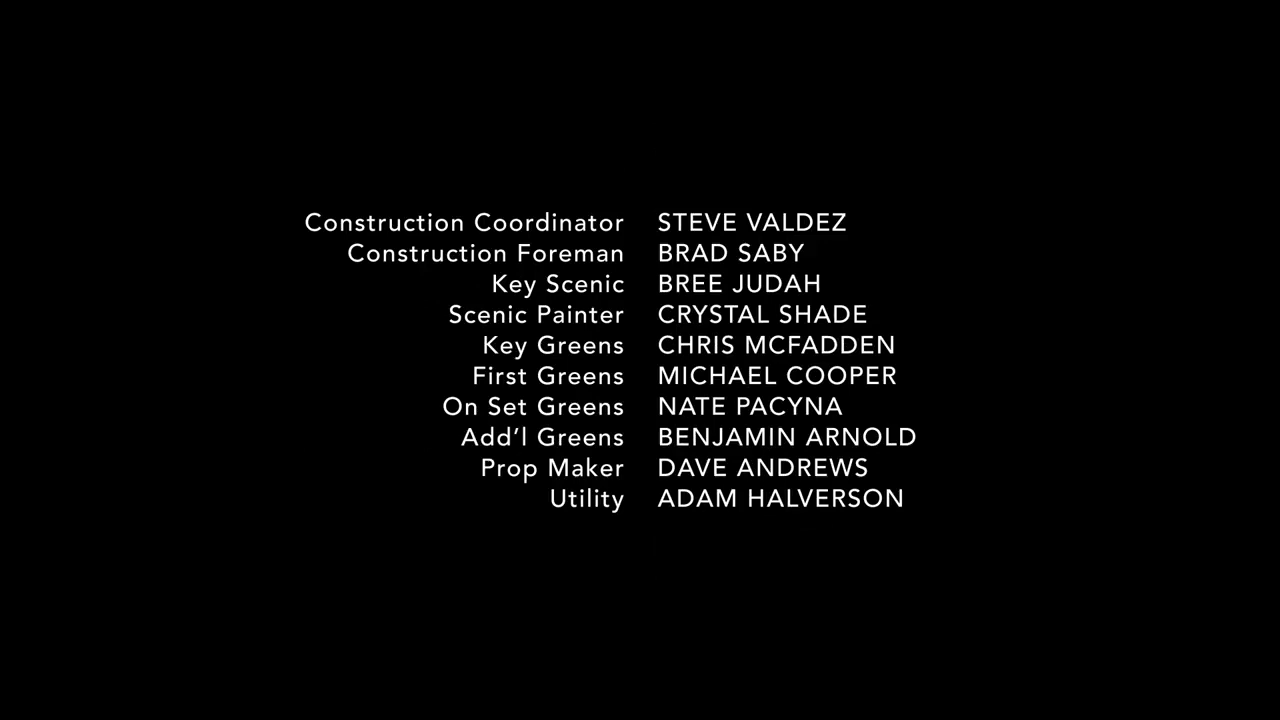 Construction Coordinator STEVE VALDEZ
Construction Foreman BRAD SABY
Key Scenic BREE JUDAH
Scenic Painter CRYSTAL SHADE
Key Greens CHRIS MCFADDEN
First Greens MICHAEL COOPER
On Set Greens NATE PACYNA
Add’l Greens BENJAMIN ARNOLD
Prop Maker DAVE ANDREWS
Utility ADAM HALVERSON